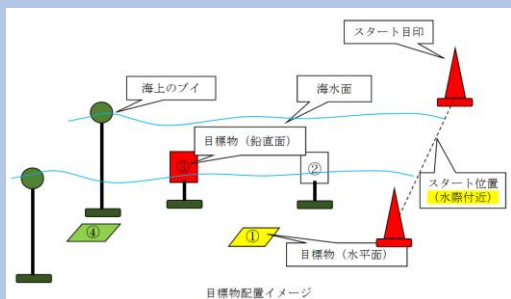 スタート目印
海上のブイ
海水面
目標物（鉛直面）
③
②
スタート位置
（水際付近）
④
①
目標物（水平面）
目標物配置イメージ